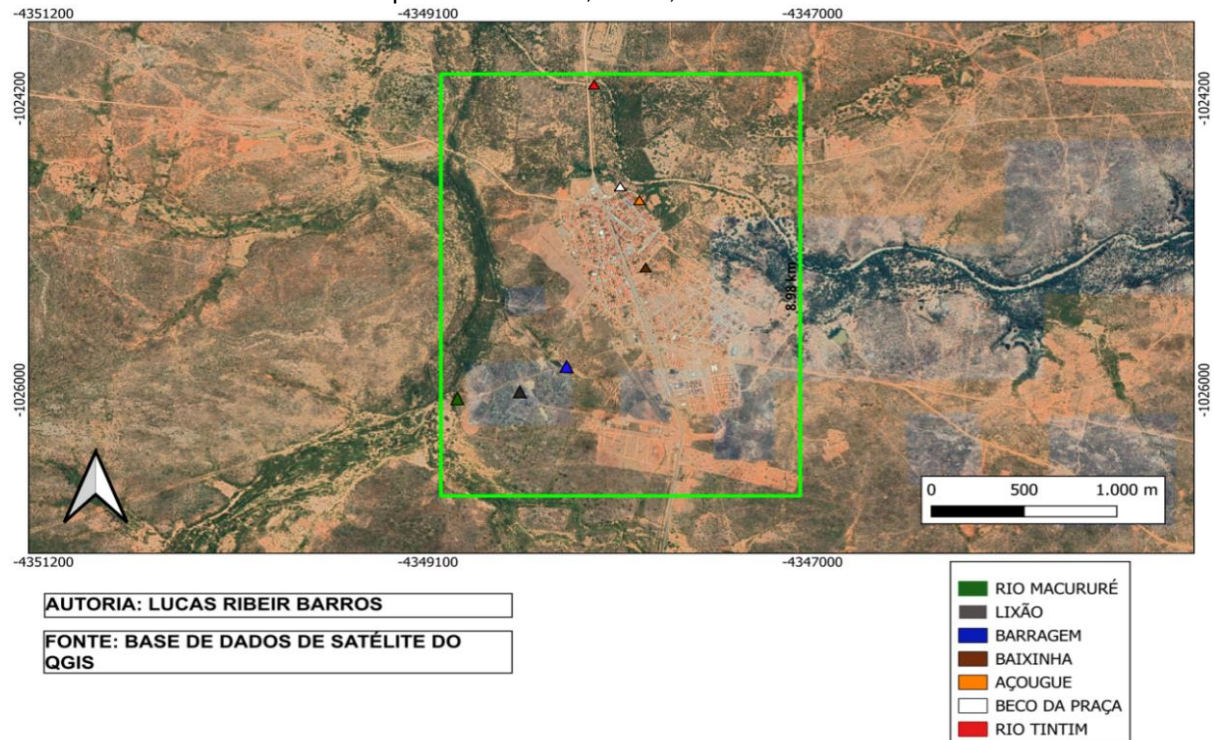 -4351200 -4349100 -4347000
-1024200 -1024200
8.98 km
-1026000 -1026000
0 500 1.000 m
-4351200 -4349100 -4347000
AUTORIA: LUCAS RIBEIR BARROS
FONTE: BASE DE DADOS DE SATÉLITE DO
QGIS
RIO MACURURÉ
LIXÃO
BARRAGEM
BAIXINHA
AÇOUGUE
BECO DA PRAÇA
RIO TINTIM